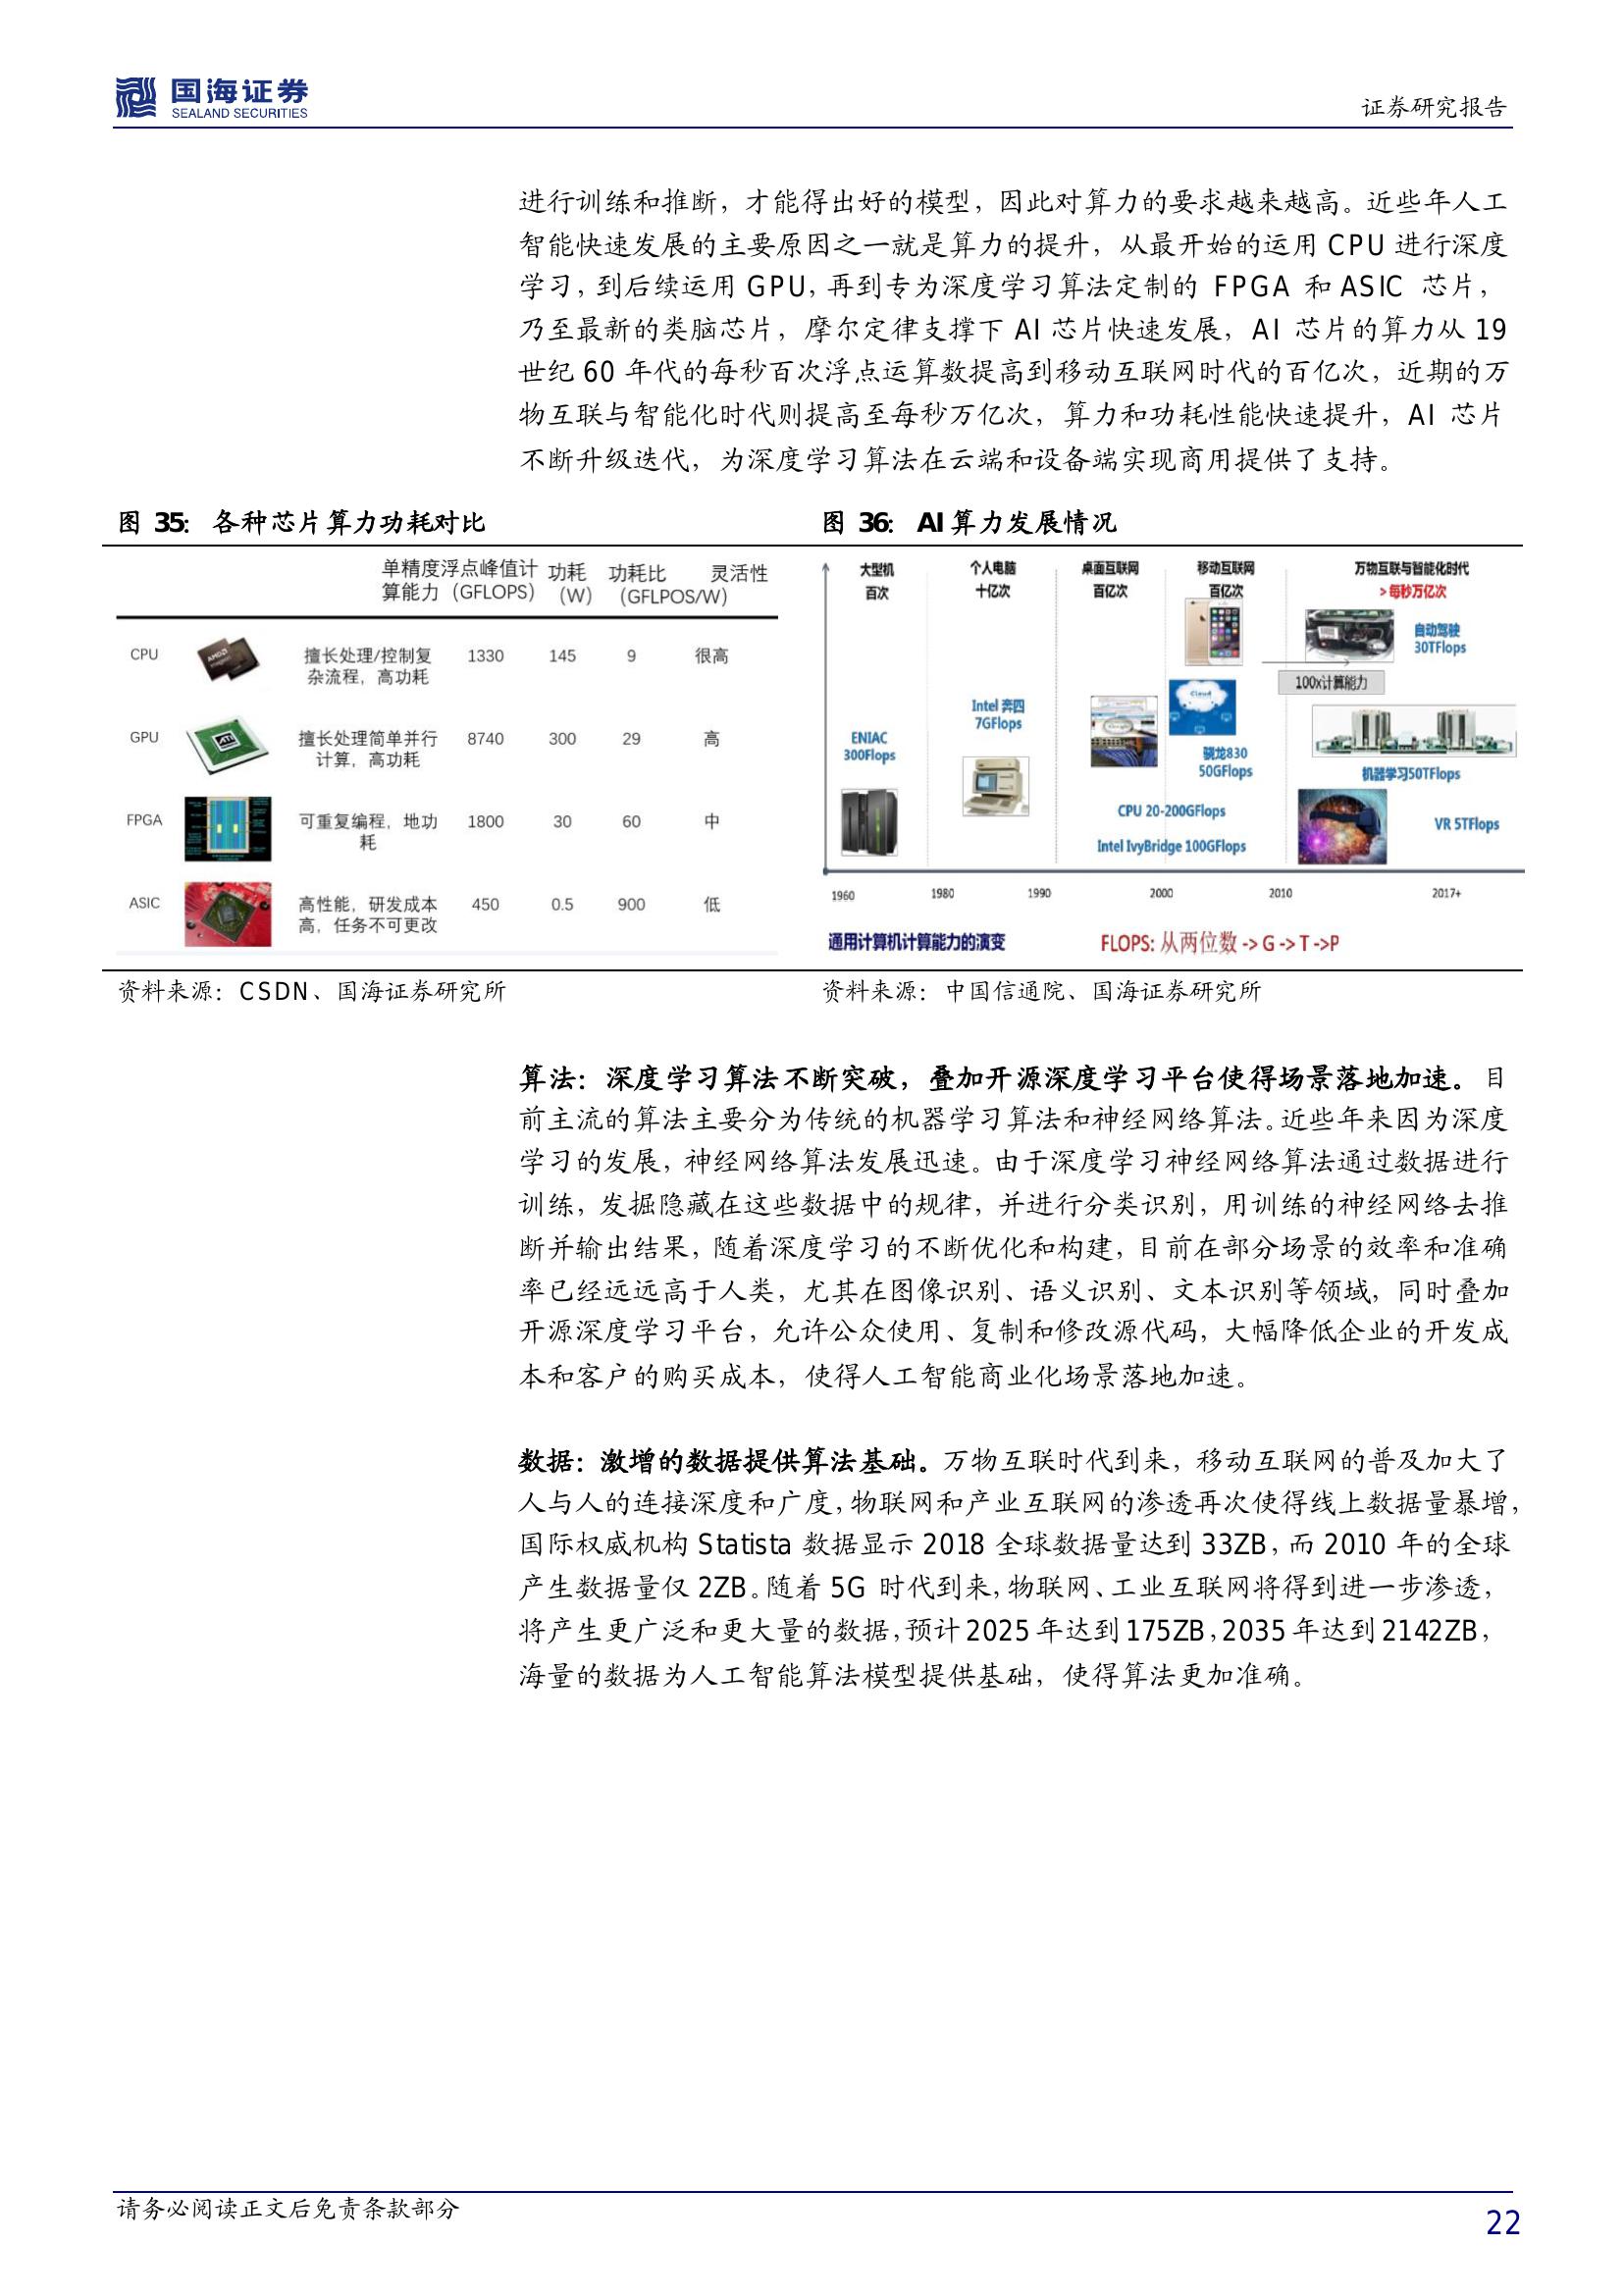 国海证券
SEALAND SECURITIES
证券研究报告
进行训练和推断，才能得出好的模型，因此对算力的要求越来越高。近些年人工
智能快速发展的主要原因之一就是算力的提升，从最开始的运用 CPU 进行深度
学习，到后续运用 GPU，再到专为深度学习算法定制的 FPGA 和 ASIC 芯片，
乃至最新的类脑芯片，摩尔定律支撑下 AI 芯片快速发展，AI 芯片的算力从 19
世纪 60 年代的每秒百次浮点运算数提高到移动互联网时代的百亿次，近期的万
物互联与智能化时代则提高至每秒万亿次，算力和功耗性能快速提升，AI 芯片
不断升级迭代，为深度学习算法在云端和设备端实现商用提供了支持。
图 35：各种芯片算力功耗对比
单精度浮点峰值计 功耗 功耗比 灵活性
算能力（GFLOPS）（W）（GFLPOS/W）
CPU 擅长处理/控制复 1330 145 9 很高
杂流程，高功耗
GPU 擅长处理简单并行 8740 300 29 高
计算，高功耗
FPGA 可重复编程，地功 1800 30 60 中
耗
ASIC 高性能，研发成本 450 0.5 900 低
高，任务不可更改
资料来源：CSDN、国海证券研究所
图 36：AI 算力发展情况
大型机 个人电脑 桌面互联网 移动互联网 万物互联与智能化时代
百次 十亿次 百亿次 百亿次 > 每秒万亿次
自动驾驶
30TFlops
100x计算能力
Intel 奔四
7GFlops
ENIAC
300Flops
Cloud
骁龙830
50GFlops
机器学习50TFlops
CPU 20-200GFlops
VR 5TFlops
Intel IvyBridge 100GFlops
1960 1980 1990 2000 2010 2017+
通用计算机计算能力的演变 FLOPS: 从两位数 -> G -> T ->P
资料来源：中国信通院、国海证券研究所
算法：深度学习算法不断突破，叠加开源深度学习平台使得场景落地加速。目
前主流的算法主要分为传统的机器学习算法和神经网络算法。近些年来因为深度
学习的发展，神经网络算法发展迅速。由于深度学习神经网络算法通过数据进行
训练，发掘隐藏在这些数据中的规律，并进行分类识别，用训练的神经网络去推
断并输出结果，随着深度学习的不断优化和构建，目前在部分场景的效率和准确
率已经远远高于人类，尤其在图像识别、语义识别、文本识别等领域，同时叠加
开源深度学习平台，允许公众使用、复制和修改源代码，大幅降低企业的开发成
本和客户的购买成本，使得人工智能商业化场景落地加速。
数据：激增的数据提供算法基础。万物互联时代到来，移动互联网的普及加大了
人与人的连接深度和广度，物联网和产业互联网的渗透再次使得线上数据量暴增，
国际权威机构 Statista 数据显示 2018 全球数据量达到 33ZB，而 2010 年的全球
产生数据量仅 2ZB。随着 5G 时代到来，物联网、工业互联网将得到进一步渗透，
将产生更广泛和更大量的数据，预计 2025 年达到 175ZB，2035 年达到 2142ZB，
海量的数据为人工智能算法模型提供基础，使得算法更加准确。
请务必阅读正文后免责条款部分
22